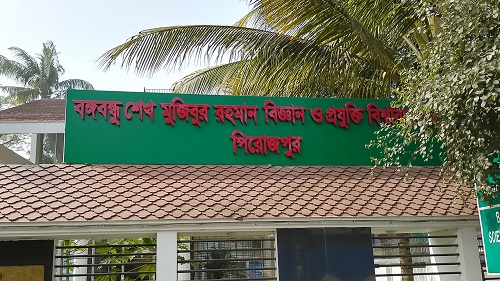 বঙ্গবন্ধু শেখ মুজিবুর রহমান বিজ্ঞান ও প্রযুক্তি
পিরোজপুর